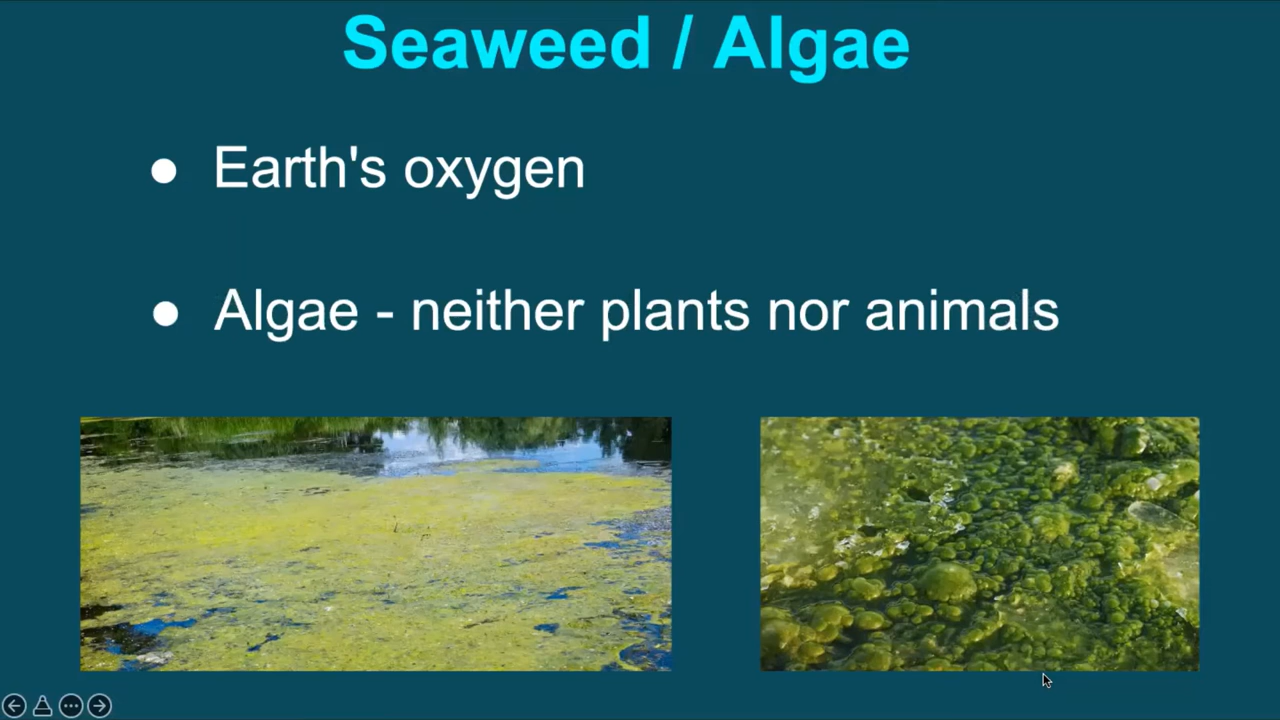 Seaweed / Algae
● Earth's oxygen
● Algae - neither plants nor animals